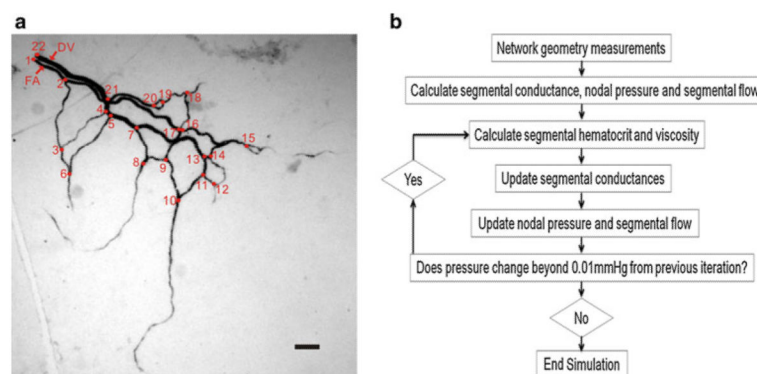 a
22
DV
1
FA
2
21
20
19
18
4
5
7
17
16
15
3
6
8
9
13
14
11
12
10
b
Network geometry measurements
Calculate segmental conductance, nodal pressure and segmental flow
Calculate segmental hematocrit and viscosity
Yes
Update segmental conductances
Update nodal pressure and segmental flow
Does pressure change beyond 0.01mmHg from previous iteration?
No
End Simulation